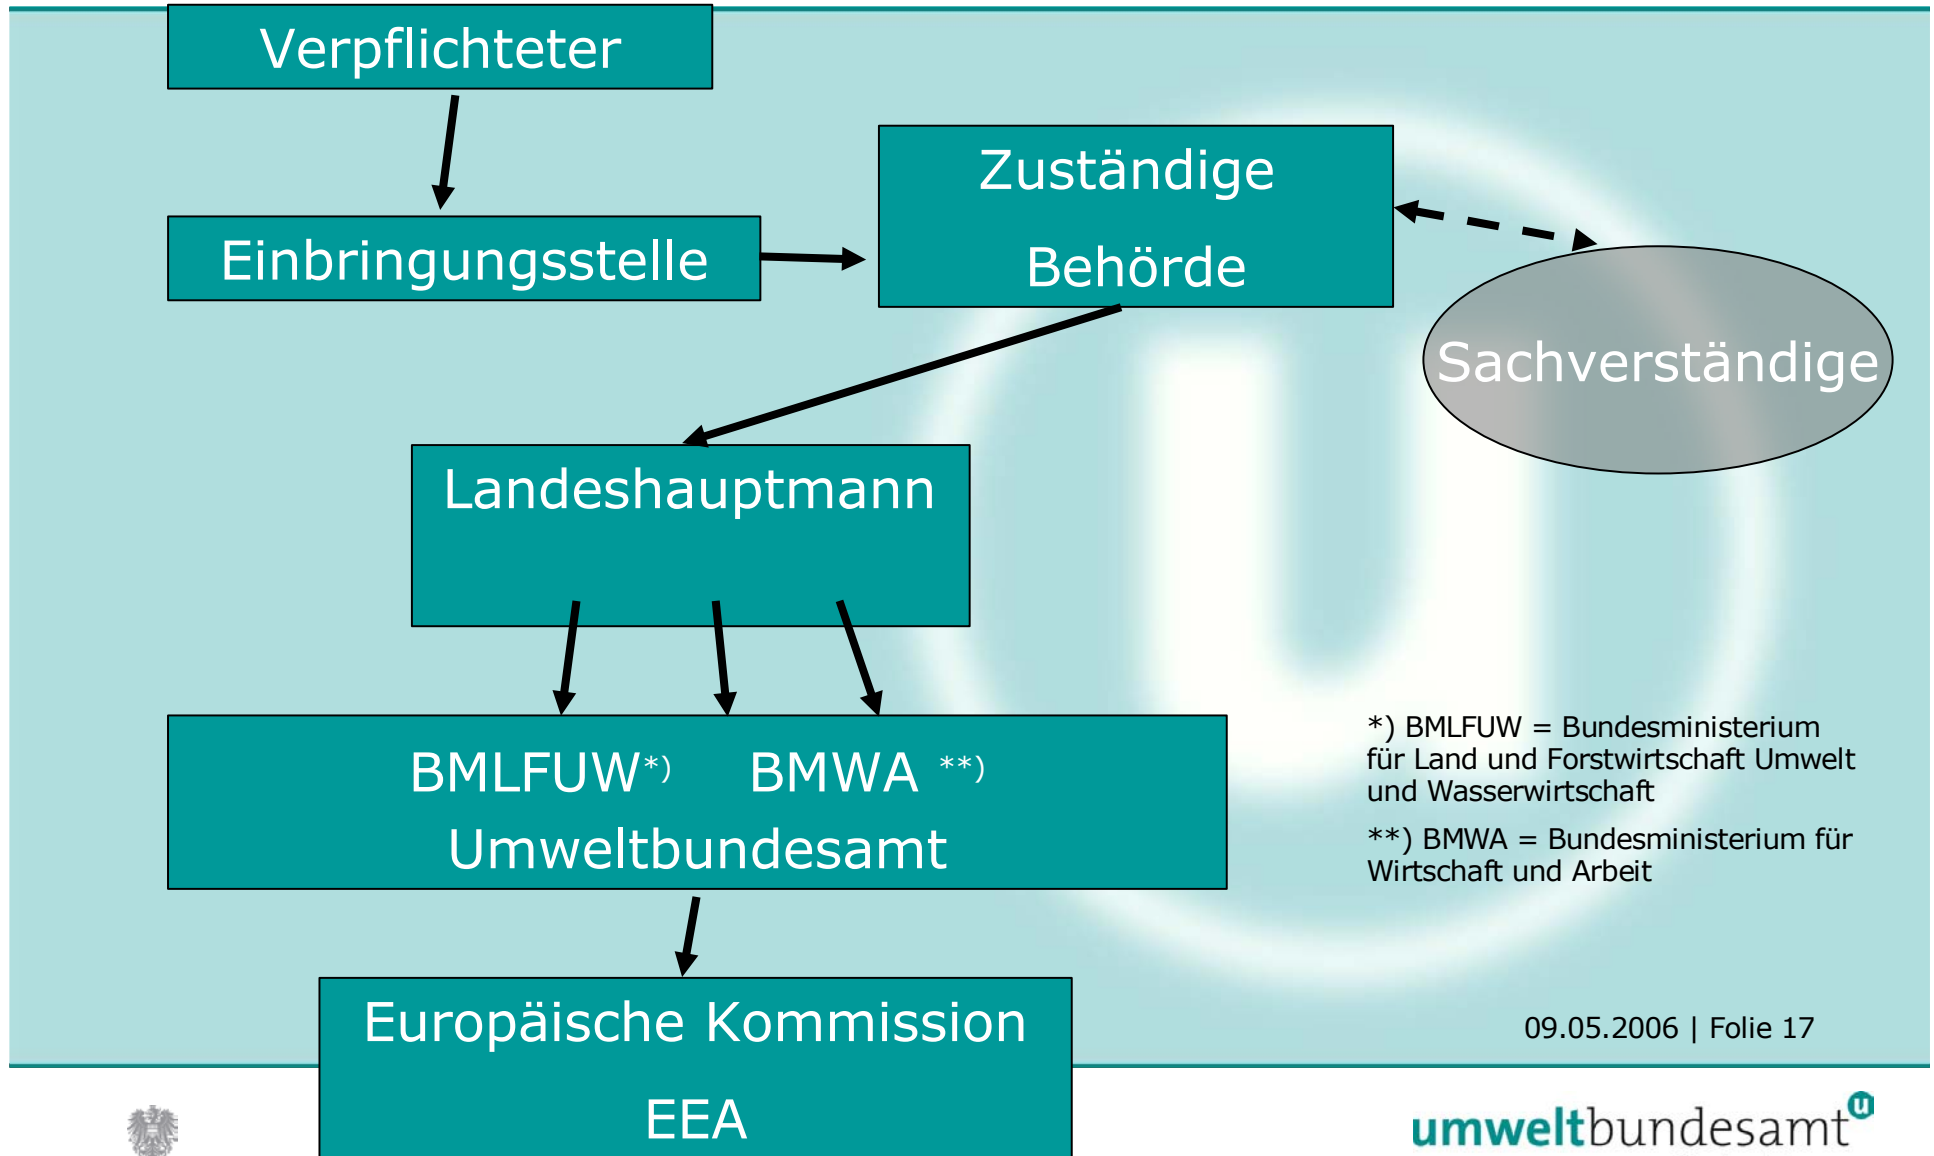 Verpflichteter
Zuständige
Behörde
Einbringungsstelle
Sachverständige
Landeshauptmann
BMLFUW*) BMWA **)
Umweltbundesamt
*) BMLFUW = Bundesministerium
für Land und Forstwirtschaft Umwelt
und Wasserwirtschaft
**) BMWA = Bundesministerium für
Wirtschaft und Arbeit
Europäische Kommission
EEA
09.05.2006 | Folie 17
umweltbundesamt
u